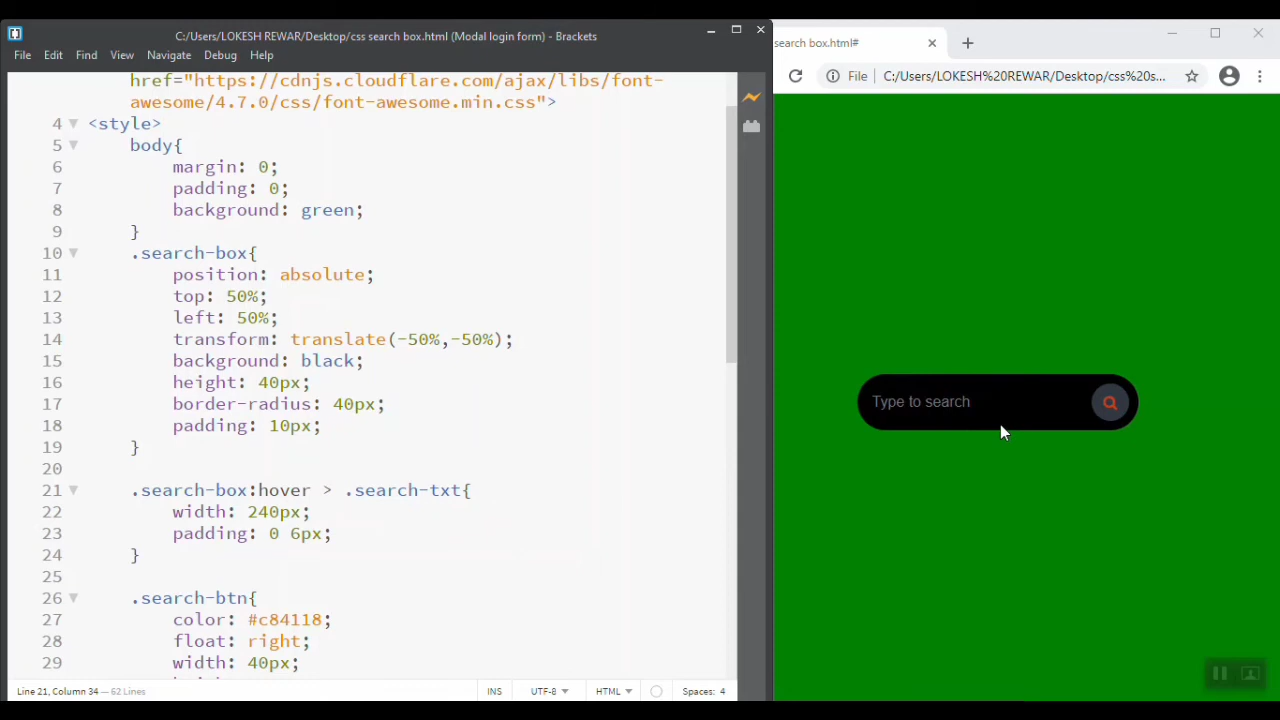 C:/Users/LOKESH REWAR/Desktop/css search box.html (Modal login form) - Brackets
File Edit Find View Navigate Debug Help
href="https://cdnjs.cloudflare.com/ajax/libs/font-
awesome/4.7.0/css/font-awesome.min.css">
4 <style>
5 body{
6 margin: 0;
7 padding: 0;
8 background: green;
9 }
10 .search-box{
11 position: absolute;
12 top: 50%;
13 left: 50%;
14 transform: translate(-50%,-50%);
15 background: black;
16 height: 40px;
17 border-radius: 40px;
18 padding: 10px;
19 }
20
21 .search-box:hover > .search-txt{
22 width: 240px;
23 padding: 0 6px;
24 }
25
26 .search-btn{
27 color: #c84118;
28 float: right;
29 width: 40px;
Line 21, Column 34 — 62 Lines
INS UTF-8 HTML Spaces: 4
search box.html#
File C:/Users/LOKESH%20REWAR/Desktop/css%20s...
Type to search